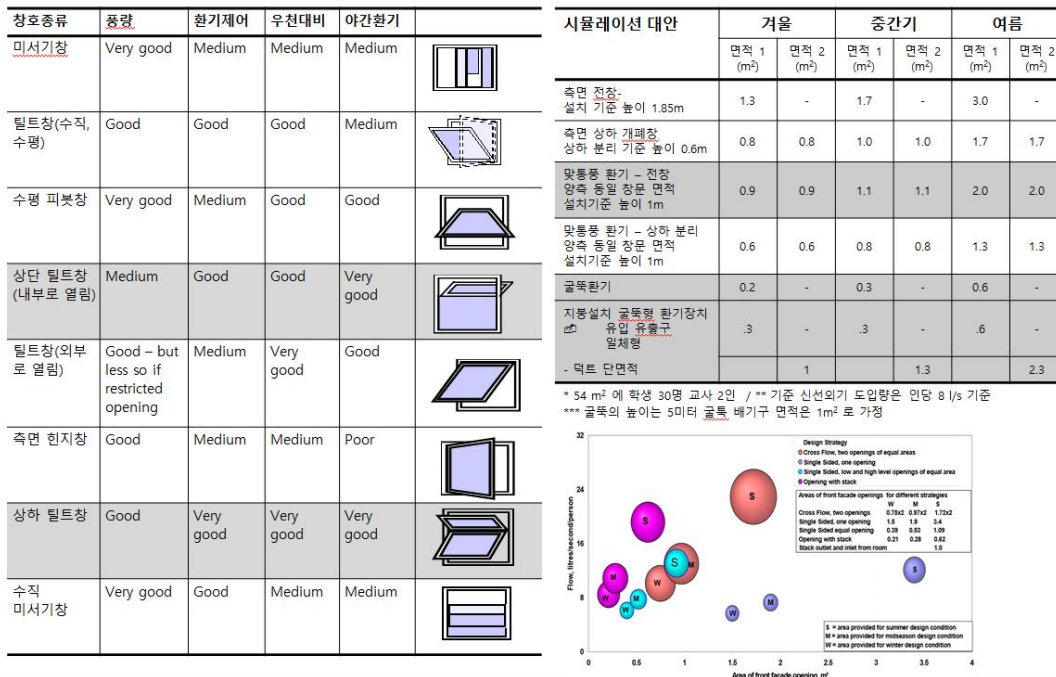 창호종류 풍량 환기제어 우천대비 야간환기
미서기창 Very good Medium Medium Medium
틸트창(수직, Good Good Good Medium
수평)
수평 피봇창 Very good Medium Good Good
상단 틸트창 Medium Good Good Very
(내부로 열림) good
틸트창(외부 Good – but Medium Very Good
로 열림) less so if good
restricted
opening
측면 힌지창 Good Medium Medium Poor
상하 틸트창 Good Very Very Very
good good good
수직 Very good Good Medium Medium
미서기창
시뮬레이션 대안 겨울 중간기 여름
면적 1 면적 2 면적 1 면적 2 면적 1 면적 2
(m²) (m²) (m²) (m²) (m²) (m²)
측면 전창-
설치 기준 높이 1.85m
1.3 - 1.7 - 3.0 -
측면 상하 개폐창
상하 분리 기준 높이 0.6m
0.8 0.8 1.0 1.0 1.7 1.7
맞통풍 환기 – 전창
양측 동일 창문 면적
설치기준 높이 1m
0.9 0.9 1.1 1.1 2.0 2.0
맞통풍 환기 – 상하 분리
양측 동일 창문 면적
설치기준 높이 1m
0.6 0.6 0.8 0.8 1.3 1.3
굴뚝환기 0.2 - 0.3 - 0.6 -
지붕설치 굴뚝형 환기장치
유입 유출구
일체형
.3 - .3 - .6 -
- 덕트 단면적 1 1.3 2.3
* 54 m² 에 학생 30명 교사 2인 / ** 기준 신선외기 도입량은 인당 8 l/s 기준
*** 굴뚝의 높이는 5미터 굴톡 배기구 면적은 1m² 로 가정
Design Strategy
Cross Flow, two openings of equal areas
Single Sided, one opening
Single Sided, low and high level openings of equal area
Opening with stack
Areas of front facade openings for different strategies
W M S
Cross Flow, two openings 0.75x2 0.97x2 1.72x2
Single Sided, one opening 1.5 1.9 3.4
Single Sided equal opening 0.39 0.53 1.09
Opening with stack 0.21 0.28 0.62
Stack outlet and inlet from room 1.0
Flow, litres/second/person
32
24
16
8
0
S
S
S
M
M
W
W
M
W
S
M
W
S = area provided for summer design condition
M = area provided for midseason design condition
W = area provided for winter design condition
0 0.5 1 1.5 2 2.5 3 3.5 4
Area of front facade opening, m²